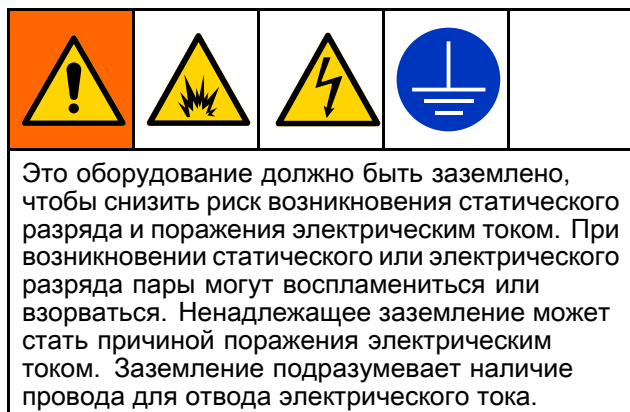 Это оборудование должно быть заземлено,
чтобы снизить риск возникновения статического
разряда и поражения электрическим током. При
возникновении статического или электрического
разряда пары могут воспламениться или
взорваться. Ненадлежащее заземление может
стать причиной поражения электрическим
током. Заземление подразумевает наличие
провода для отвода электрического тока.